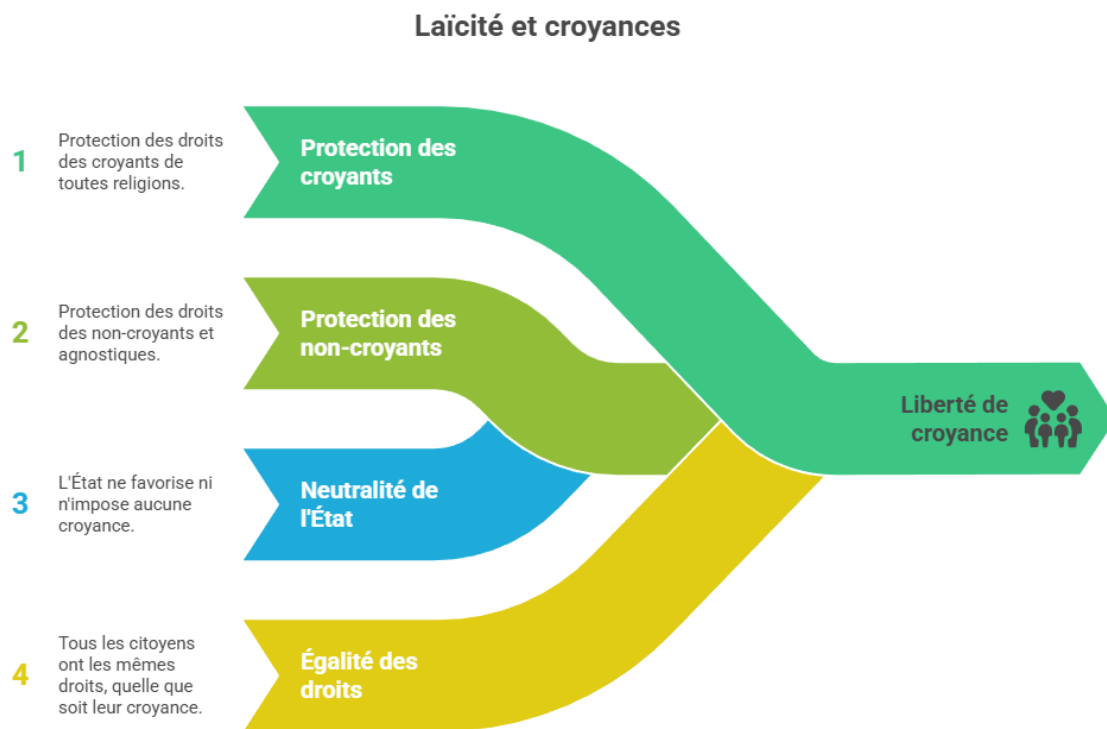 Laïcité et croyances
1
Protection des droits
des croyants de
toutes religions.
Protection des
croyants
2
Protection des droits
des non-croyants et
agnostiques.
Protection des
non-croyants
Liberté de
croyance
3
L'État ne favorise ni
n'impose aucune
croyance.
Neutralité de
l'État
4
Tous les citoyens
ont les mêmes
droits, quelle que
soit leur croyance.
Égalité des
droits